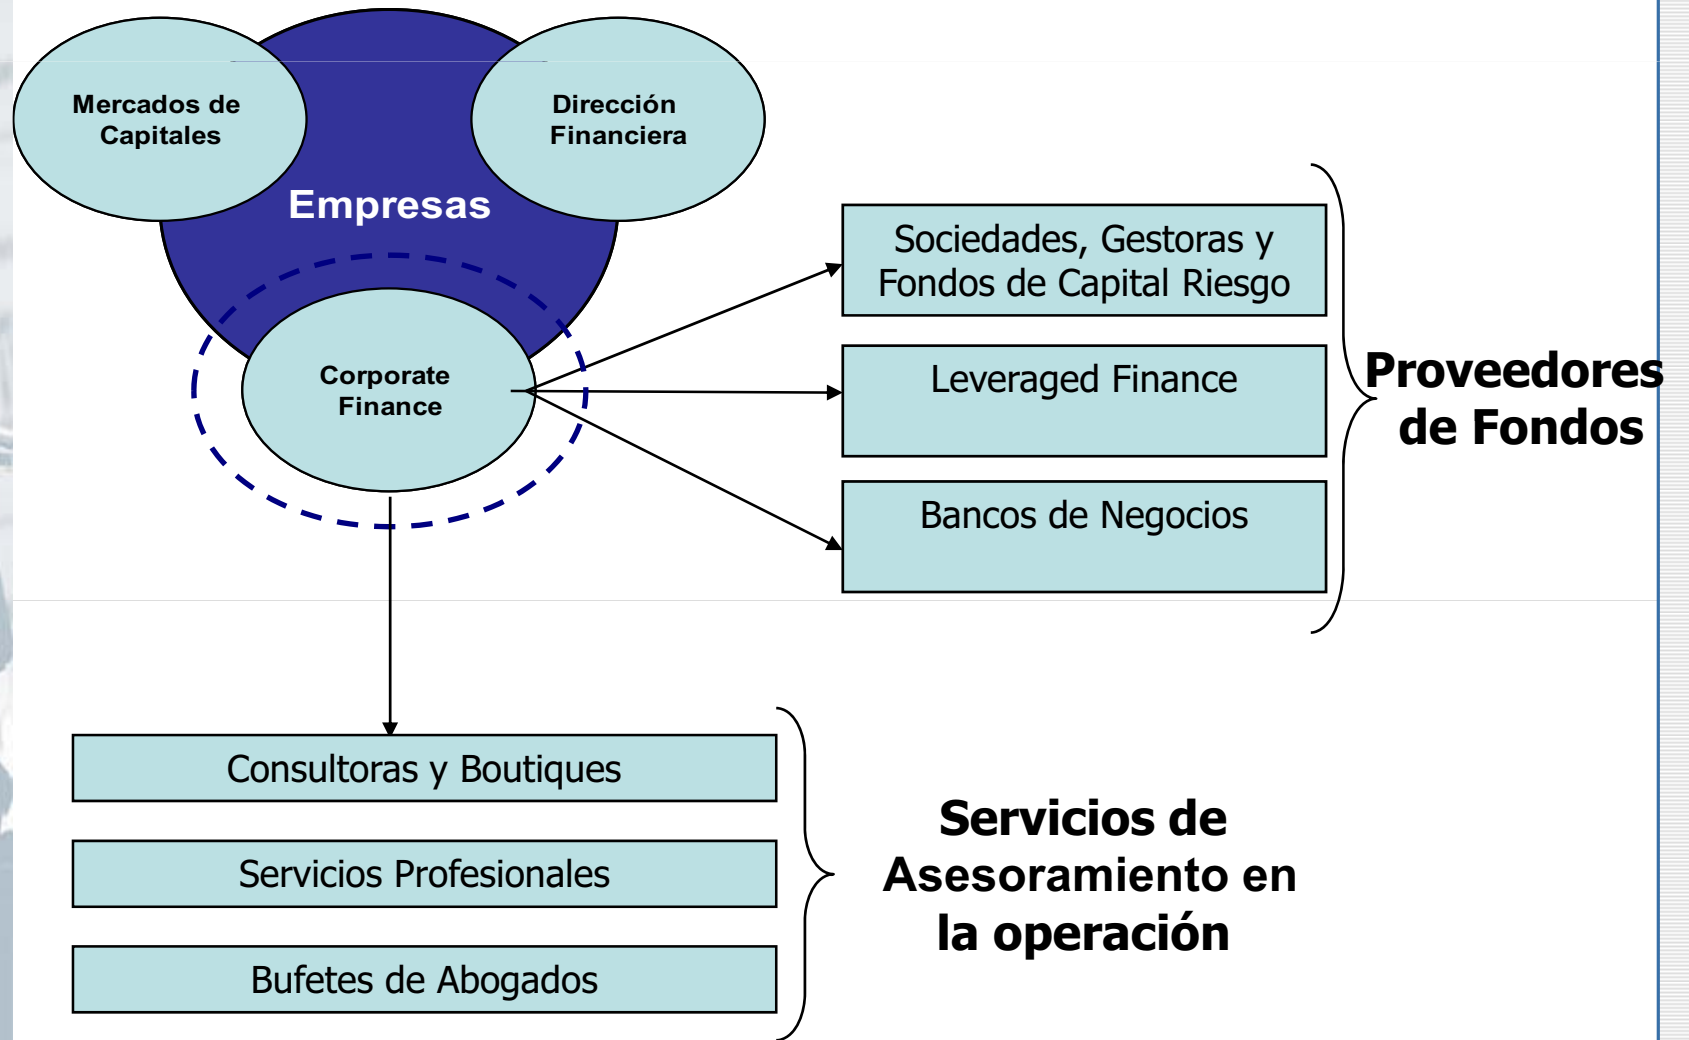 Mercados de
Capitales
Dirección
Financiera
Empresas
Corporate
Finance
Sociedades, Gestoras y
Fondos de Capital Riesgo
Leveraged Finance
Bancos de Negocios
Proveedores
de Fondos
Consultoras y Boutiques
Servicios Profesionales
Bufetes de Abogados
Servicios de
Asesoramiento en
la operación